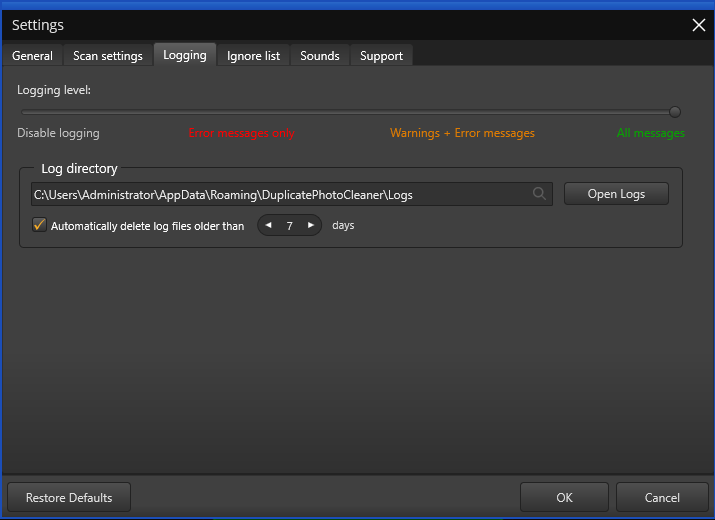 Settings
General Scan settings Logging Ignore list Sounds Support
Logging level:
Disable logging Error messages only Warnings + Error messages All messages
Log directory
C:\Users\Administrator\AppData\Roaming\DuplicatePhotoCleaner\Logs Open Logs
Automatically delete log files older than 7 days
Restore Defaults OK Cancel